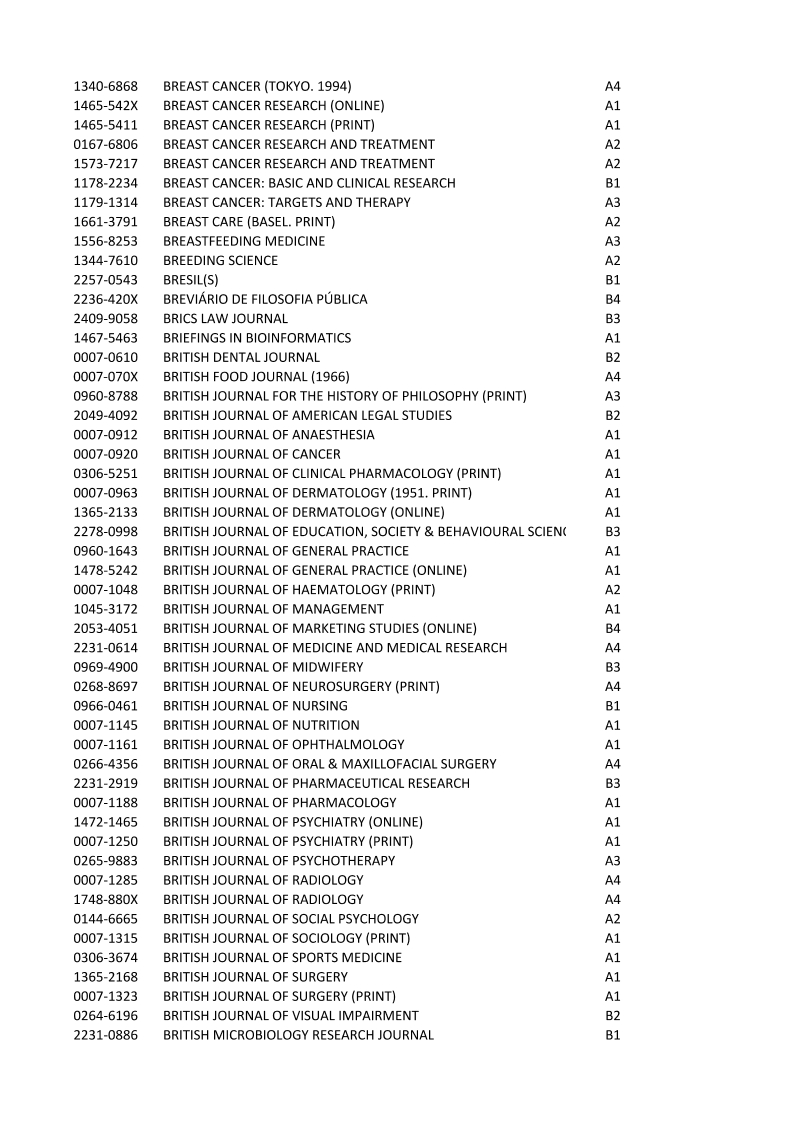 1340-6868 BREAST CANCER (TOKYO. 1994) A4
1465-542X BREAST CANCER RESEARCH (ONLINE) A1
1465-5411 BREAST CANCER RESEARCH (PRINT) A1
0167-6806 BREAST CANCER RESEARCH AND TREATMENT A2
1573-7217 BREAST CANCER RESEARCH AND TREATMENT A2
1178-2234 BREAST CANCER: BASIC AND CLINICAL RESEARCH B1
1179-1314 BREAST CANCER: TARGETS AND THERAPY A3
1661-3791 BREAST CARE (BASEL. PRINT) A2
1556-8253 BREASTFEEDING MEDICINE A3
1344-7610 BREEDING SCIENCE A2
2257-0543 BRESIL(S) B1
2236-420X BREVIÁRIO DE FILOSOFIA PÚBLICA B4
2409-9058 BRICS LAW JOURNAL B3
1467-5463 BRIEFINGS IN BIOINFORMATICS A1
0007-0610 BRITISH DENTAL JOURNAL B2
0007-070X BRITISH FOOD JOURNAL (1966) A4
0960-8788 BRITISH JOURNAL FOR THE HISTORY OF PHILOSOPHY (PRINT) A3
2049-4092 BRITISH JOURNAL OF AMERICAN LEGAL STUDIES B2
0007-0912 BRITISH JOURNAL OF ANAESTHESIA A1
0007-0920 BRITISH JOURNAL OF CANCER A1
0306-5251 BRITISH JOURNAL OF CLINICAL PHARMACOLOGY (PRINT) A1
0007-0963 BRITISH JOURNAL OF DERMATOLOGY (1951. PRINT) A1
1365-2133 BRITISH JOURNAL OF DERMATOLOGY (ONLINE) A1
2278-0998 BRITISH JOURNAL OF EDUCATION, SOCIETY & BEHAVIOURAL SCIENC B3
0960-1643 BRITISH JOURNAL OF GENERAL PRACTICE A1
1478-5242 BRITISH JOURNAL OF GENERAL PRACTICE (ONLINE) A1
0007-1048 BRITISH JOURNAL OF HAEMATOLOGY (PRINT) A2
1045-3172 BRITISH JOURNAL OF MANAGEMENT A1
2053-4051 BRITISH JOURNAL OF MARKETING STUDIES (ONLINE) B4
2231-0614 BRITISH JOURNAL OF MEDICINE AND MEDICAL RESEARCH A4
0969-4900 BRITISH JOURNAL OF MIDWIFERY B3
0268-8697 BRITISH JOURNAL OF NEUROSURGERY (PRINT) A4
0966-0461 BRITISH JOURNAL OF NURSING B1
0007-1145 BRITISH JOURNAL OF NUTRITION A1
0007-1161 BRITISH JOURNAL OF OPHTHALMOLOGY A1
0266-4356 BRITISH JOURNAL OF ORAL & MAXILLOFACIAL SURGERY A4
2231-2919 BRITISH JOURNAL OF PHARMACEUTICAL RESEARCH B3
0007-1188 BRITISH JOURNAL OF PHARMACOLOGY A1
1472-1465 BRITISH JOURNAL OF PSYCHIATRY (ONLINE) A1
0007-1250 BRITISH JOURNAL OF PSYCHIATRY (PRINT) A1
0265-9883 BRITISH JOURNAL OF PSYCHOTHERAPY A3
0007-1285 BRITISH JOURNAL OF RADIOLOGY A4
1748-880X BRITISH JOURNAL OF RADIOLOGY A4
0144-6665 BRITISH JOURNAL OF SOCIAL PSYCHOLOGY A2
0007-1315 BRITISH JOURNAL OF SOCIOLOGY (PRINT) A1
0306-3674 BRITISH JOURNAL OF SPORTS MEDICINE A1
1365-2168 BRITISH JOURNAL OF SURGERY A1
0007-1323 BRITISH JOURNAL OF SURGERY (PRINT) A1
0264-6196 BRITISH JOURNAL OF VISUAL IMPAIRMENT B2
2231-0886 BRITISH MICROBIOLOGY RESEARCH JOURNAL B1